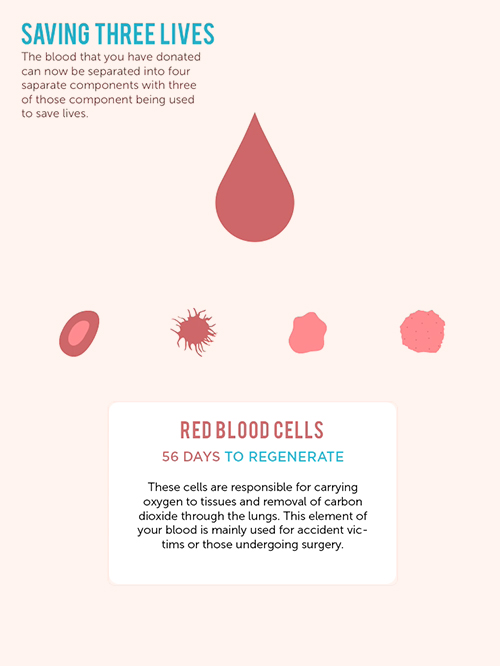 SAVING THREE LIVES
The blood that you have donated
can now be separated into four
saparate components with three
of those component being used
to save lives.
RED BLOOD CELLS
56 DAYS TO REGENERATE
These cells are responsible for carrying
oxygen to tissues and removal of carbon
dioxide through the lungs. This element of
your blood is mainly used for accident vic-
tims or those undergoing surgery.